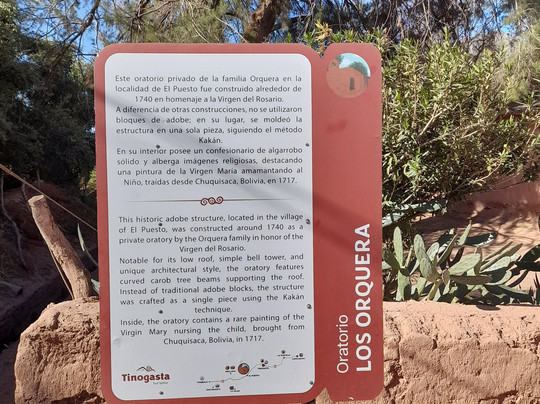 Este oratorio privado de la familia Orquera en la
localidad de El Puesto fue construido alrededor de
1740 en homenaje a la Virgen del Rosario.
A diferencia de otras construcciones, no se utilizaron
bloques de adobe; en su lugar, se moldeó la
estructura en una sola pieza, siguiendo el método
Kakán.
En su interior posee un confesionario de algarrobo
sólido y alberga imágenes religiosas, destacando
una pintura de la Virgen María amamantando al
Niño, traídas desde Chuquisaca, Bolivia, en 1717.
This historic adobe structure, located in the village
of El Puesto, was constructed around 1740 as a
private oratory by the Orquera family in honor of the
Virgen del Rosario.
Notable for its low roof, simple bell tower, and
unique architectural style, the oratory features
curved carob tree beams supporting the roof.
Instead of traditional adobe blocks, the structure
was crafted as a single piece using the Kakán
technique.
Inside, the oratory contains a rare painting of the
Virgin Mary nursing the child, brought from
Chuquisaca, Bolivia, in 1717.
Tinogasta
Oratorio
LOS ORQUERA